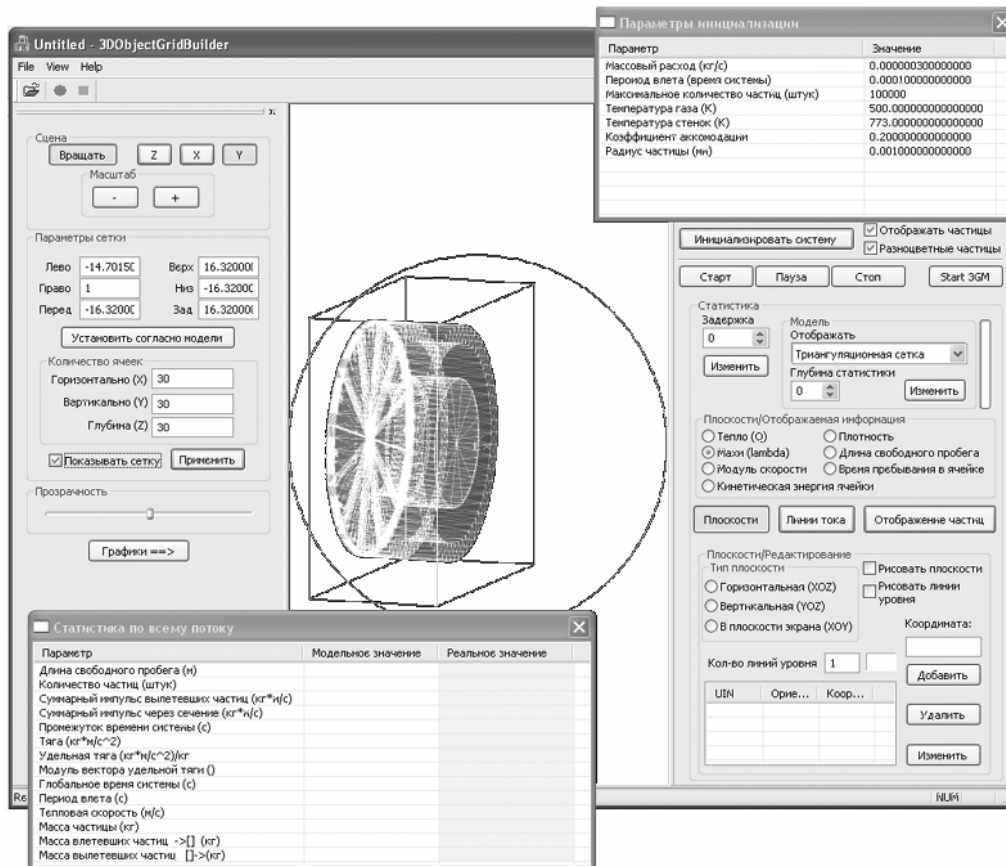 Untitled - 3DObjectGridBuilder
File View Help
Сцена
Вращать Z X Y
Масштаб
- +
Параметры сетки
Лево -14.7015( Верх 16.32000(
Право 1 Низ -16.3200(
Перед -16.3200( Зад 16.32000(
Установить согласно модели
Количество ячеек
Горизонтально (X) 30
Вертикально (Y) 30
Глубина (Z) 30
Показывать сетку Применить
Прозрачность
Графики ==>
Параметры инициализации
Параметр Значение
Массовый расход (кг/с) 0.000000300000000
Период влета (время системы) 0.000100000000000
Максимальное количество частиц (штук) 100000
Температура газа (К) 500.000000000000000
Температура стенок (К) 773.000000000000000
Коэффициент аккомодации 0.200000000000000
Радиус частицы (нм) 0.001000000000000
Инициализировать систему
Отображать частицы
Разноцветные частицы
Старт Пауза Стоп Start 3GM
Статистика
Задержка
0
Изменить
Модель
Отображать
Триангуляционная сетка
Глубина статистики
0 Изменить
Плоскости/Отображаемая информация
Тепло (Q) Плотность
Махи (lambda) Длина свободного пробега
Модуль скорости Время пребывания в ячейке
Кинетическая энергия ячейки
Плоскости Линии тока Отображение частиц
Плоскости/Редактирование
Тип плоскости
Горизонтальная (XOZ)
Вертикальная (YOZ)
В плоскости экрана (XOY)
Рисовать плоскости
Рисовать линии уровня
Координата:
Кол-во линий уровня 1
Добавить
UIN Орие... Коор...
Удалить
Изменить
NUM
Re
Статистика по всему потоку
Параметр Модельное значение Реальное значение
Длина свободного пробега (м)
Количество частиц (штук)
Суммарный импульс вылетевших частиц (кг*м/с)
Суммарный импульс через сечение (кг*м/с)
Промежуток времени системы (с)
Тяга (кг*м/с^2)
Удельная тяга (кг*м/с^2)/кг
Модуль вектора удельной тяги ()
Глобальное время системы (с)
Период влета (с)
Тепловая скорость (м/с)
Масса частицы (кг)
Масса влетевших частиц ->[] (кг)
Масса вылетевших частиц []->(кг)